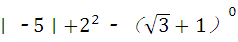 | －5 | +2² － （√3 + 1）⁰